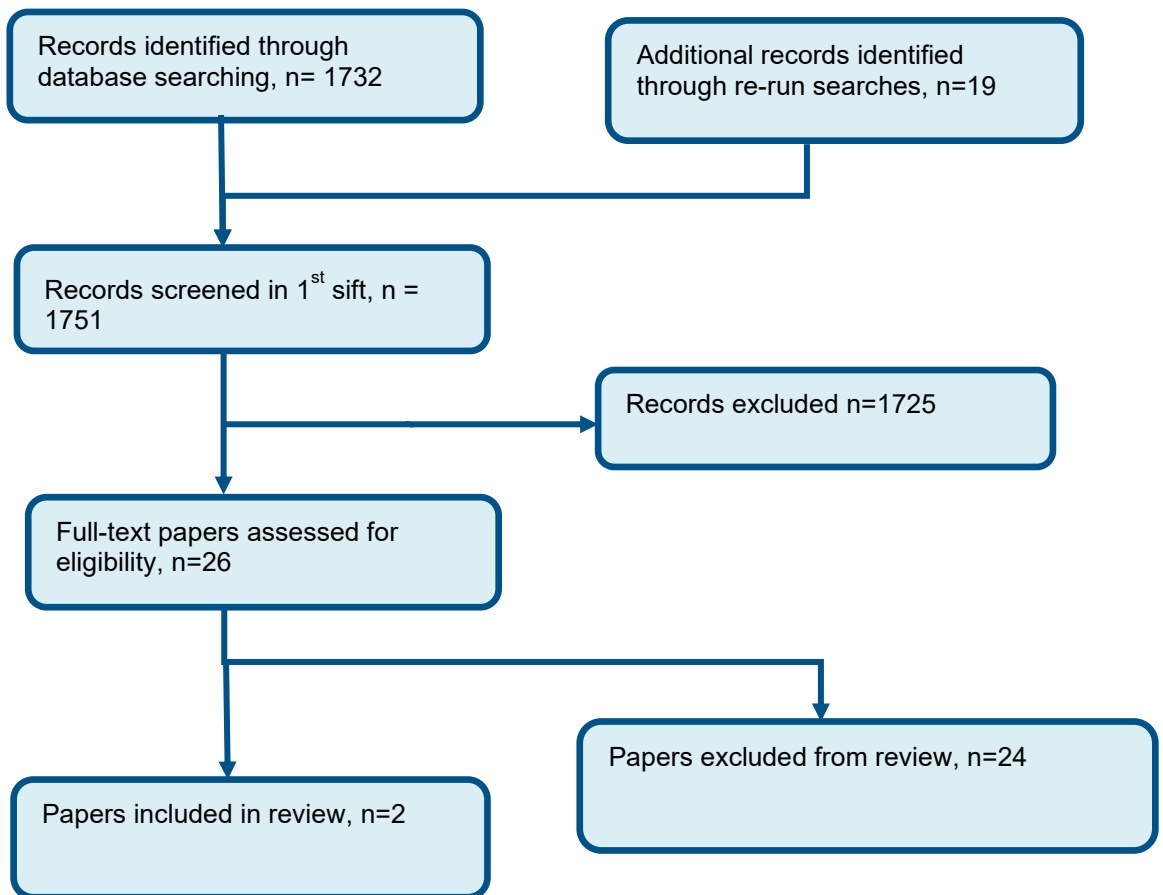 Records identified through
database searching, n= 1732
Additional records identified
through re-run searches, n=19
Records screened in 1st sift, n =
1751
Records excluded n=1725
Full-text papers assessed for
eligibility, n=26
Papers excluded from review, n=24
Papers included in review, n=2